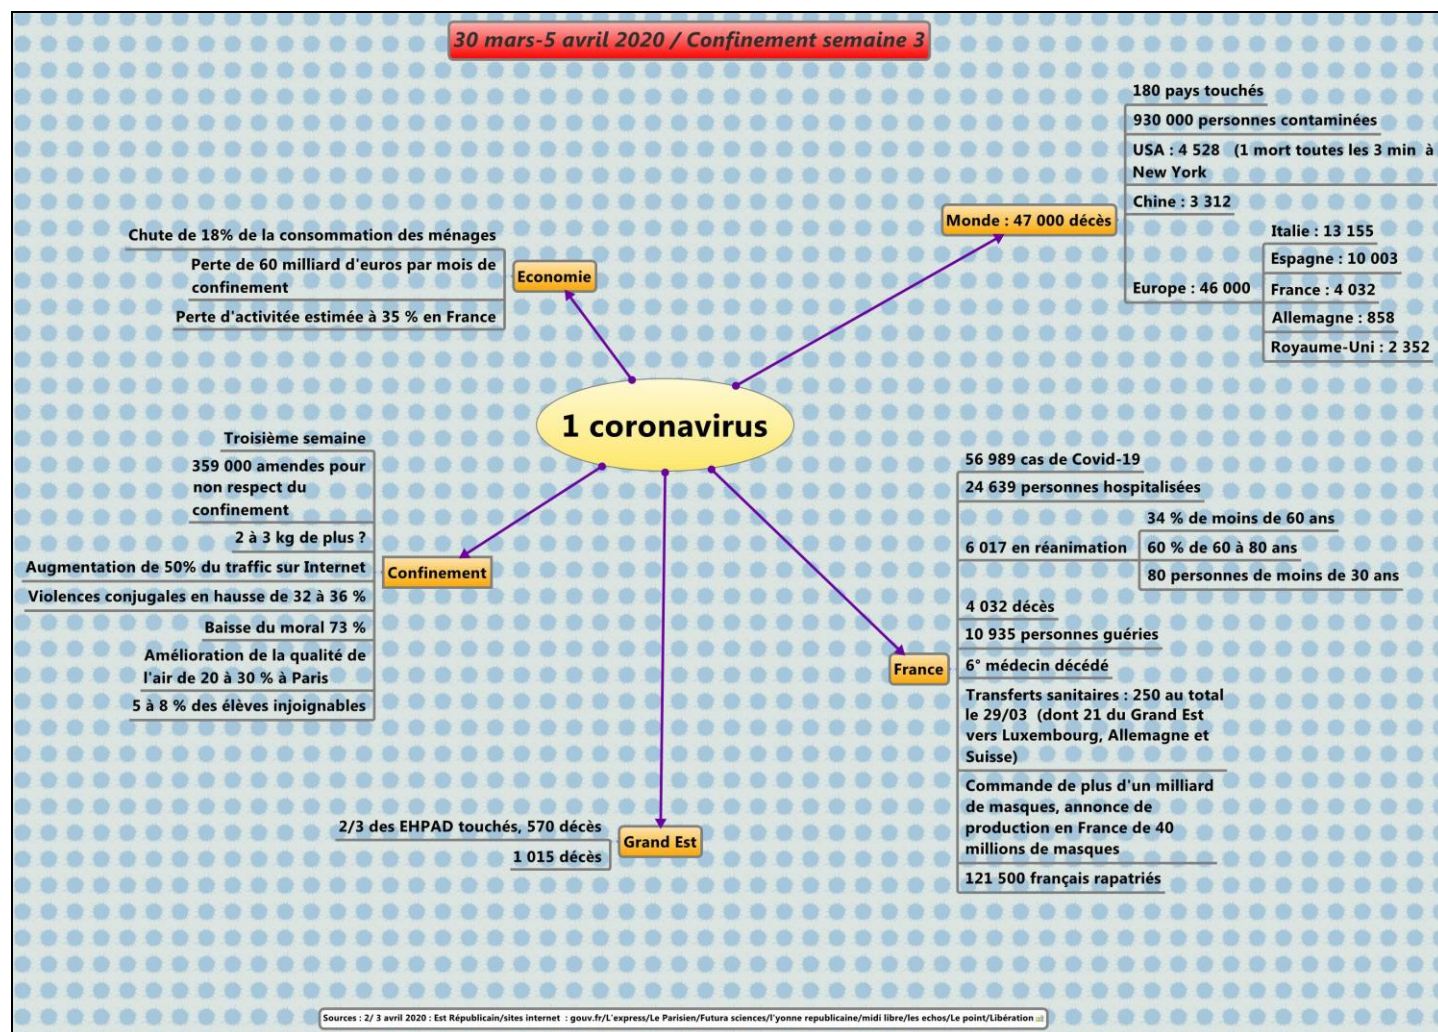 30 mars-5 avril 2020 / Confinement semaine 3
180 pays touchés
930 000 personnes contaminées
USA : 4 528 (1 mort toutes les 3 min à
New York
Chine : 3 312
Monde : 47 000 décès
Italie : 13 155
Espagne : 10 003
Europe : 46 000
France : 4 032
Allemagne : 858
Royaume-Uni : 2 352
Chute de 18% de la consommation des ménages
Perte de 60 milliard d'euros par mois de
confinement
Perte d'activitée estimée à 35 % en France
Economie
1 coronavirus
Troisième semaine
359 000 amendes pour
non respect du
confinement
2 à 3 kg de plus ?
Augmentation de 50% du traffic sur Internet
Violences conjugales en hausse de 32 à 36 %
Baisse du moral 73 %
Amélioration de la qualité de
l'air de 20 à 30 % à Paris
5 à 8 % des élèves injoignables
Confinement
56 989 cas de Covid-19
24 639 personnes hospitalisées
34 % de moins de 60 ans
6 017 en réanimation
60 % de 60 à 80 ans
80 personnes de moins de 30 ans
4 032 décès
10 935 personnes guéries
6° médecin décédé
France
Transferts sanitaires : 250 au total
le 29/03 (dont 21 du Grand Est
vers Luxembourg, Allemagne et
Suisse)
Commande de plus d'un milliard
de masques, annonce de
production en France de 40
millions de masques
121 500 français rapatriés
2/3 des EHPAD touchés, 570 décès
1 015 décès
Grand Est
Sources : 2/ 3 avril 2020 : Est Républicain/sites internet : gouv.fr/L'express/Le Parisien/Futura sciences/l'yonne republicaine/midi libre/les echos/Le point/Libération